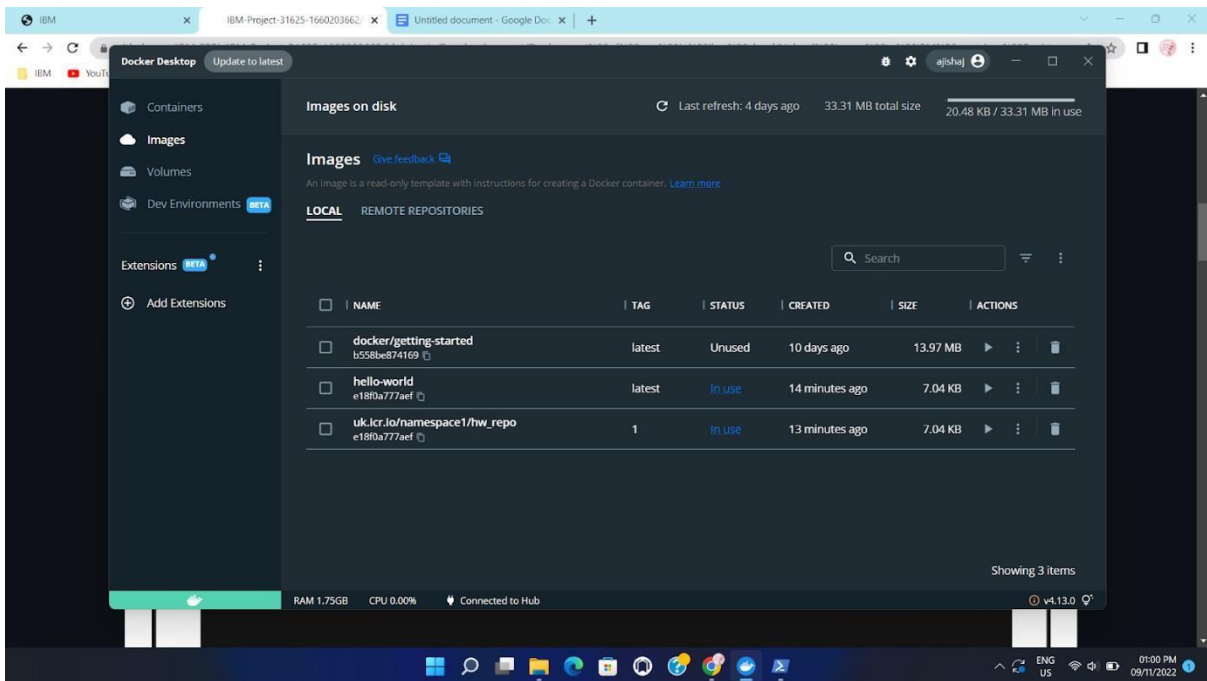 IBM
IBM-Project-31625-1660203662/
Untitled document - Google Doc
IBM
YouTu
Docker Desktop
Update to latest
ajishaj
Containers
Images
Volumes
Dev Environments BETA
Extensions BETA
Add Extensions
Images on disk
Last refresh: 4 days ago
33.31 MB total size
20.48 KB / 33.31 MB in use
Images Give feedback
An image is a read-only template with instructions for creating a Docker container. Learn more
LOCAL REMOTE REPOSITORIES
Search
NAME TAG STATUS CREATED SIZE ACTIONS
docker/getting-started latest Unused 10 days ago 13.97 MB
b558be874169
hello-world latest In use 14 minutes ago 7.04 KB
e18f0a777aef
uk.icr.io/namespace1/hw_repo 1 In use 13 minutes ago 7.04 KB
e18f0a777aef
Showing 3 items
RAM 1.75GB CPU 0.00% Connected to Hub
v4.13.0
ENG
US
01:00 PM
09/11/2022
1